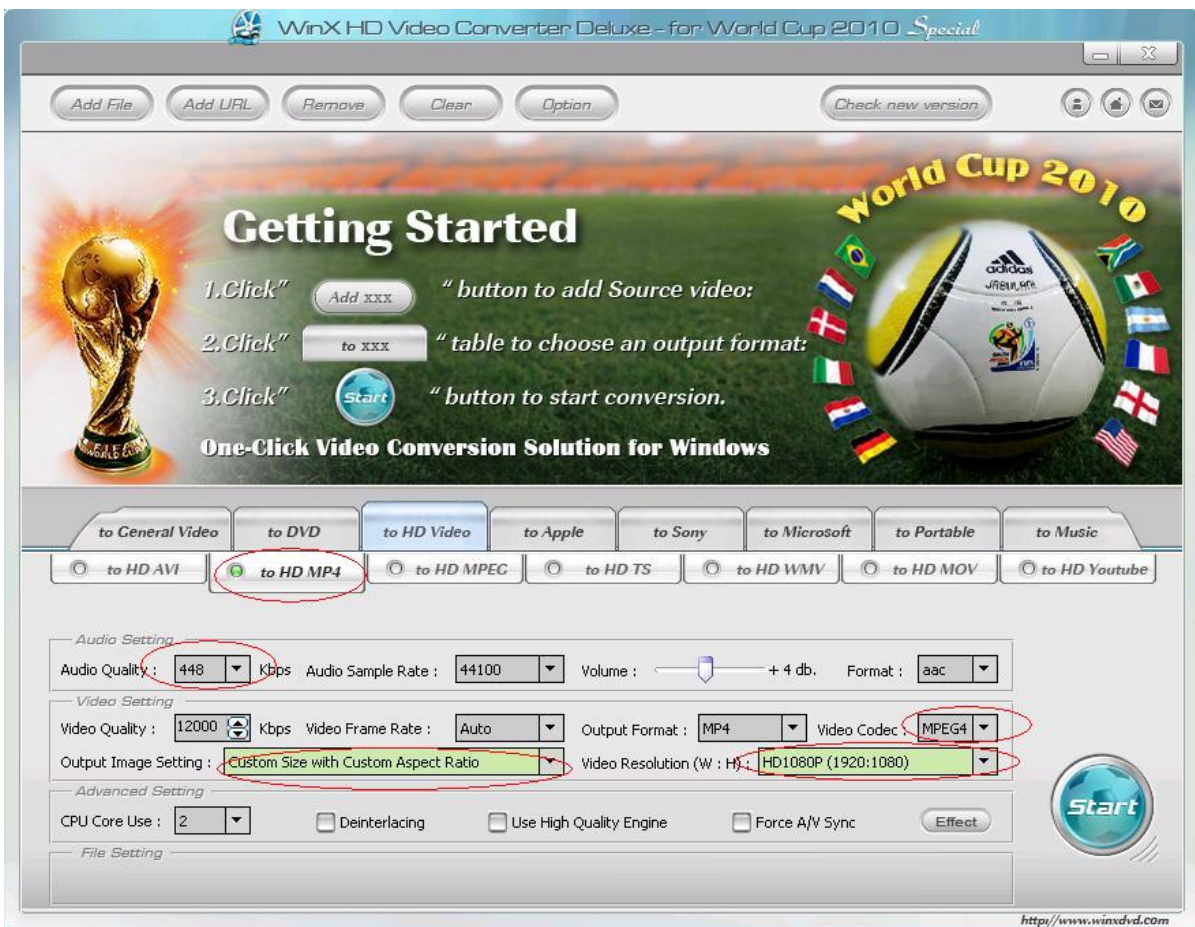 WinX HD Video Converter Deluxe - for World Cup 2010 Special
Add File Add URL Remove Clear Option Check new version
World Cup 2010
Getting Started
1.Click" Add xxx " button to add Source video:
2.Click" to xxx " table to choose an output format:
3.Click" Start " button to start conversion.
One-Click Video Conversion Solution for Windows
adidas
JABULANI
FIFA
WORLD CUP
to General Video to DVD to HD Video to Apple to Sony to Microsoft to Portable to Music
to HD AVI to HD MP4 to HD MPEG to HD TS to HD WMV to HD MOV to HD Youtube
Audio Setting
Audio Quality : 448 Kbps Audio Sample Rate : 44100 Volume : + 4 db. Format : aac
Video Setting
Video Quality : 12000 Kbps Video Frame Rate : Auto Output Format : MP4 Video Codec : MPEG4
Output Image Setting : Custom Size with Custom Aspect Ratio Video Resolution (W : H) : HD1080P (1920:1080)
Advanced Setting
CPU Core Use : 2 Deinterlacing Use High Quality Engine Force A/V Sync Effect
Start
File Setting
http://www.winxdvd.com